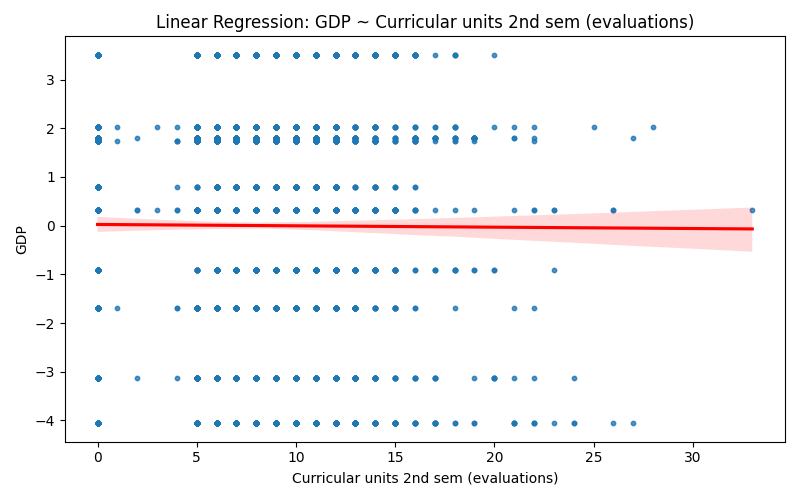 Linear Regression: GDP ~ Curricular units 2nd sem (evaluations)
GDP
3
2
1
0
−1
−2
−3
−4
0 5 10 15 20 25 30
Curricular units 2nd sem (evaluations)